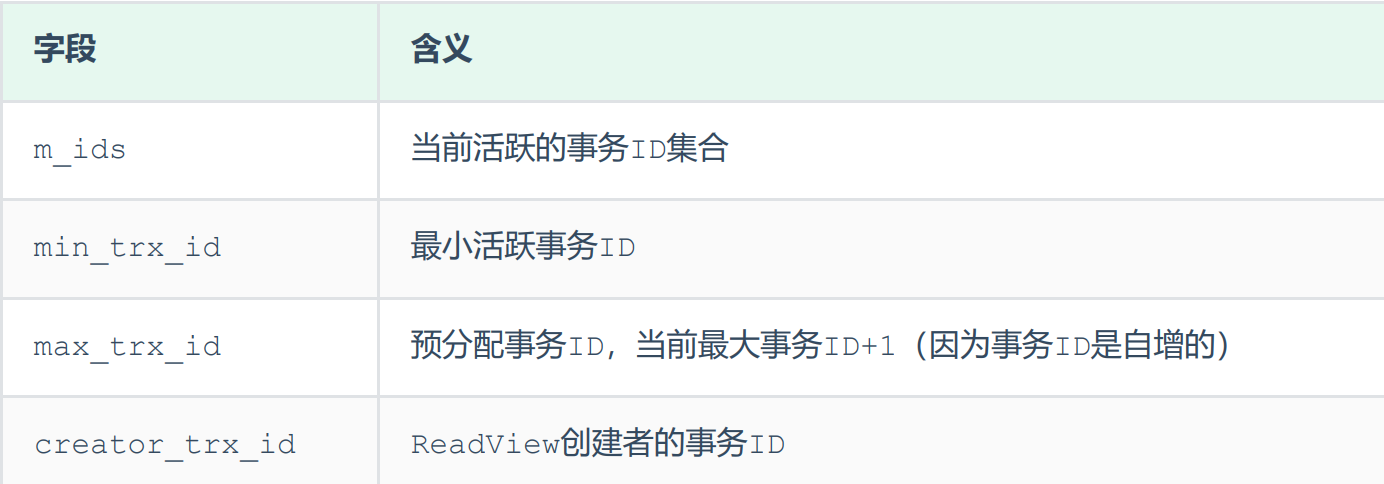 字段 含义
m_ids 当前活跃的事务ID集合
min_trx_id 最小活跃事务ID
max_trx_id 预分配事务ID，当前最大事务ID+1（因为事务ID是自增的）
creator_trx_id ReadView创建者的事务ID